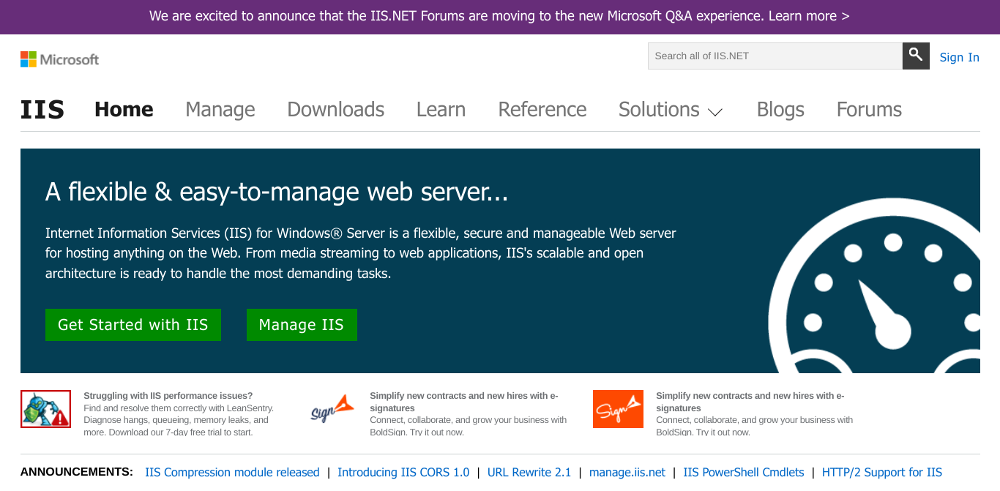 We are excited to announce that the IIS.NET Forums are moving to the new Microsoft Q&A experience. Learn more >
Microsoft
Search all of IIS.NET
Sign In
IIS Home Manage Downloads Learn Reference Solutions Blogs Forums
A flexible & easy-to-manage web server...
Internet Information Services (IIS) for Windows® Server is a flexible, secure and manageable Web server
for hosting anything on the Web. From media streaming to web applications, IIS's scalable and open
architecture is ready to handle the most demanding tasks.
Get Started with IIS
Manage IIS
Struggling with IIS performance issues?
Find and resolve them correctly with LeanSentry.
Diagnose hangs, queueing, memory leaks, and
more. Download our 7-day free trial to start.
Sign
Simplify new contracts and new hires with e-
signatures
Connect, collaborate, and grow your business with
BoldSign. Try it out now.
Sign
Simplify new contracts and new hires with e-
signatures
Connect, collaborate, and grow your business with
BoldSign. Try it out now.
ANNOUNCEMENTS: IIS Compression module released | Introducing IIS CORS 1.0 | URL Rewrite 2.1 | manage.iis.net | IIS PowerShell Cmdlets | HTTP/2 Support for IIS